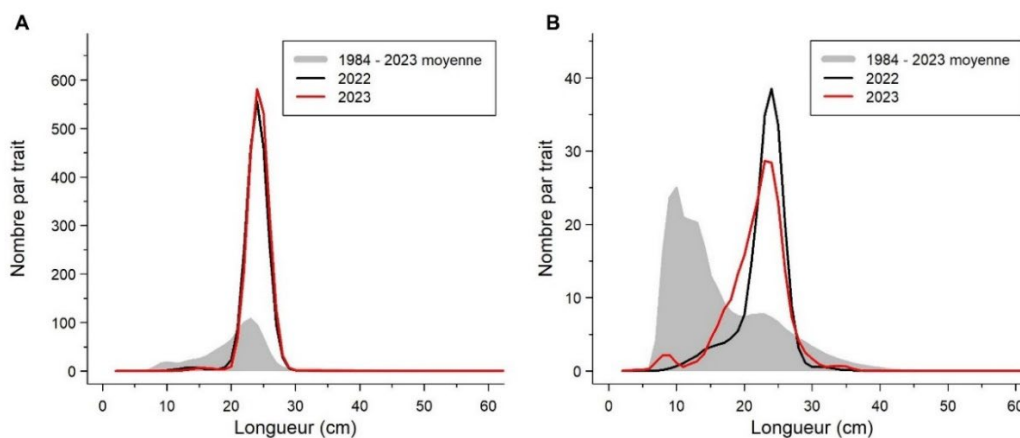 A
Nombre par trait
600
500
400
300
200
100
0
1984 - 2023 moyenne
2022
2023
0 10 20 30 40 50 60
Longueur (cm)
B
Nombre par trait
40
30
20
10
0
1984 - 2023 moyenne
2022
2023
0 10 20 30 40 50 60
Longueur (cm)